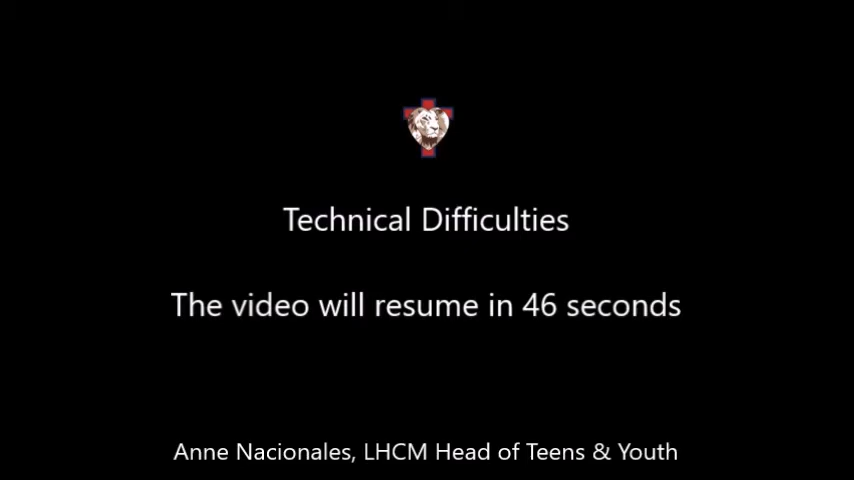 Technical Difficulties
The video will resume in 46 seconds
Anne Nacionales, LHCM Head of Teens & Youth